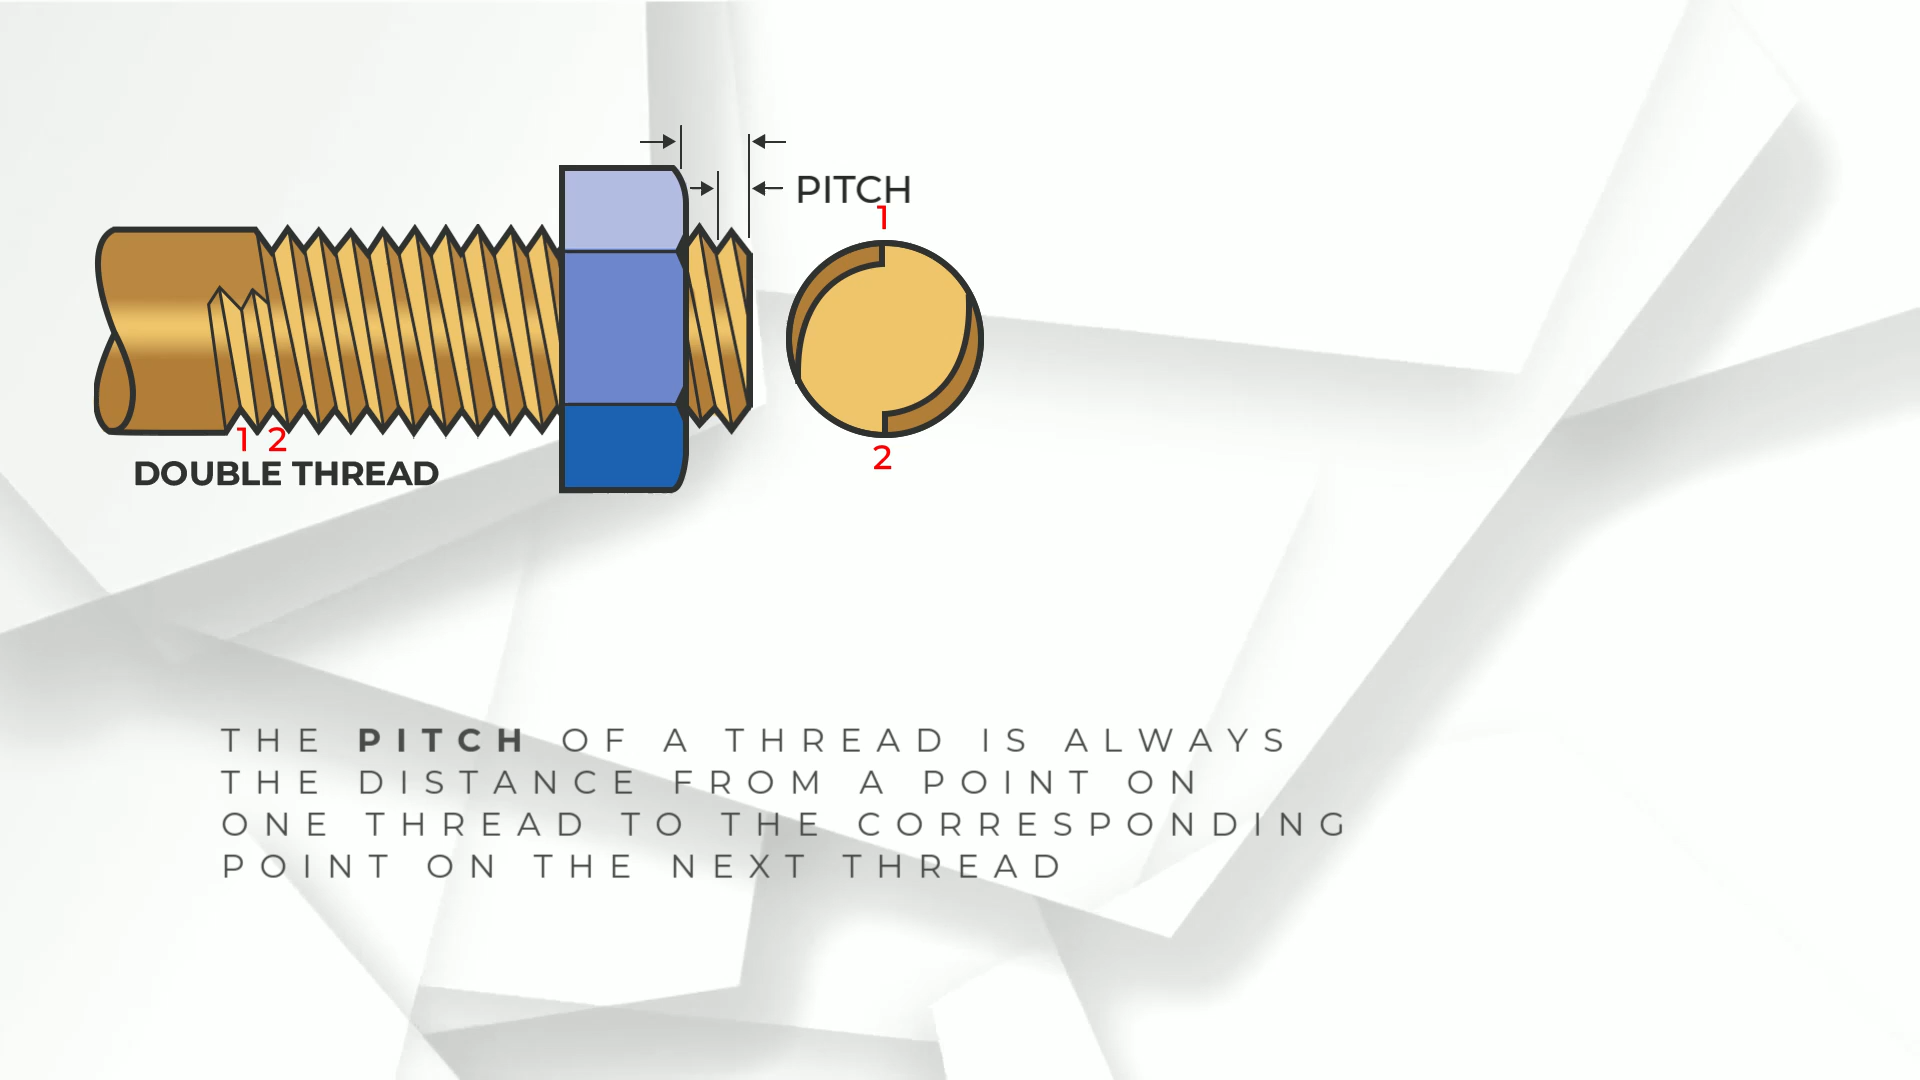 PITCH
1
1 2
2
DOUBLE THREAD
THE PITCH OF A THREAD IS ALWAYS
THE DISTANCE FROM A POINT ON
ONE THREAD TO THE CORRESPONDING
POINT ON THE NEXT THREAD